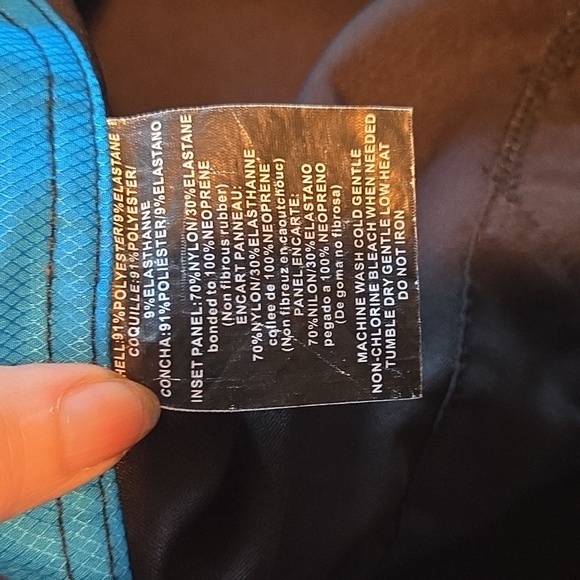 HELL:91%POLYESTER/9%ELASTANE
COQUILLE:91%POLYESTER/
9%ELASTHANNE
CONCHA:91%POLIÉSTER/9%ELASTANO
INSET PANEL:70%NYLON/30%ELASTANE
bonded to 100%NEOPRENE
(Non fibrous rubber)
ENCART PANNEAU:
70%NYLON/30%ELASTHANNE
collee de 100%NEOPRENE
(Non fibreuz en caoutchouc)
PANEL,ENCARTE:
70%NILON/30%ELASTANO
pegado a 100% NEOPRENO
(De goma no fibrosa)
MACHINE WASH COLD GENTLE
NON-CHLORINE BLEACH WHEN NEEDED
TUMBLE DRY GENTLE LOW HEAT
DO NOT IRON